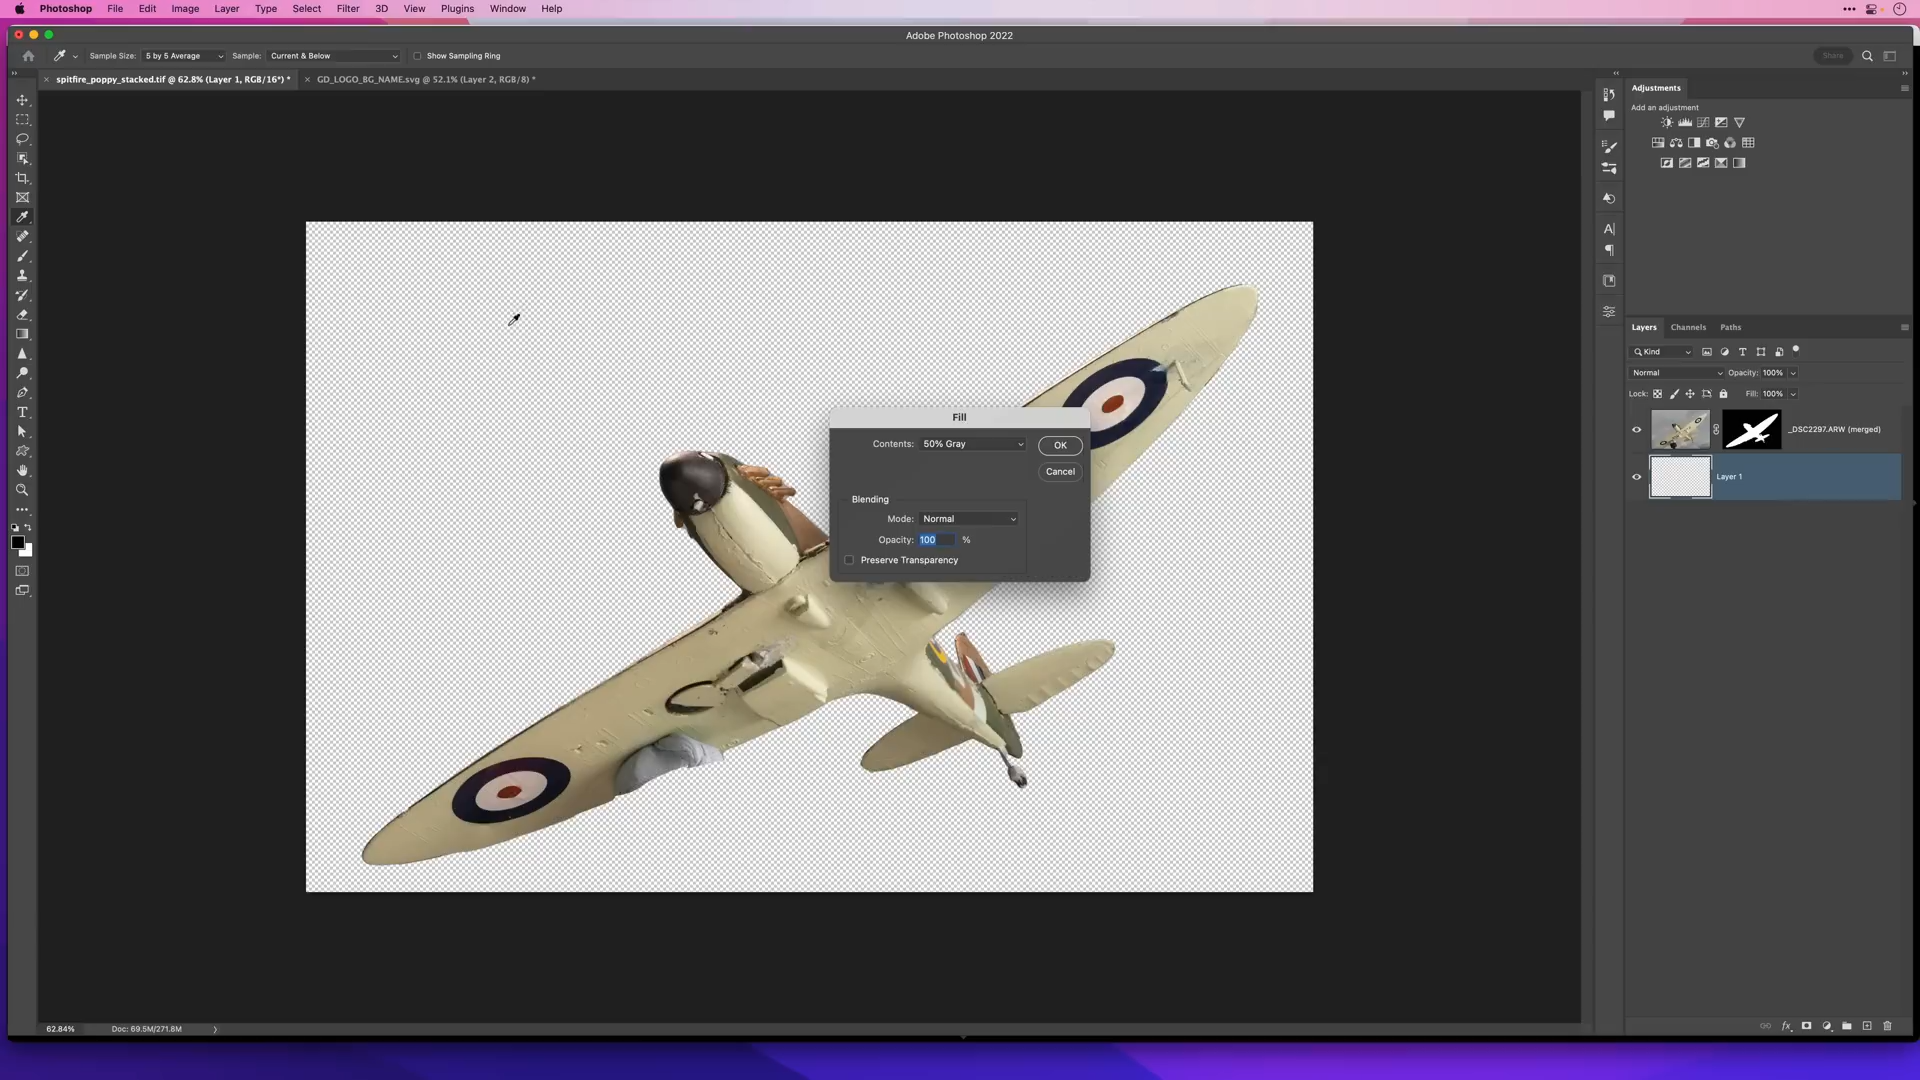 Photoshop File Edit Image Layer Type Select Filter 3D View Plugins Window Help
Adobe Photoshop 2022
Sample Size: 5 by 5 Average Sample: Current & Below Show Sampling Ring
Share
spitfire_poppy_stacked.tif @ 62.8% (Layer 1, RGB/16*) *
GD_LOGO_BG_NAME.svg @ 52.1% (Layer 2, RGB/8) *
Adjustments
Add an adjustment
Fill
Contents: 50% Gray
OK
Cancel
Blending
Mode: Normal
Opacity: 100 %
Preserve Transparency
Layers Channels Paths
Kind
Normal Opacity: 100%
Lock: Fill: 100%
_DSC2297.ARW (merged)
Layer 1
62.84% Doc: 69.5M/271.8M